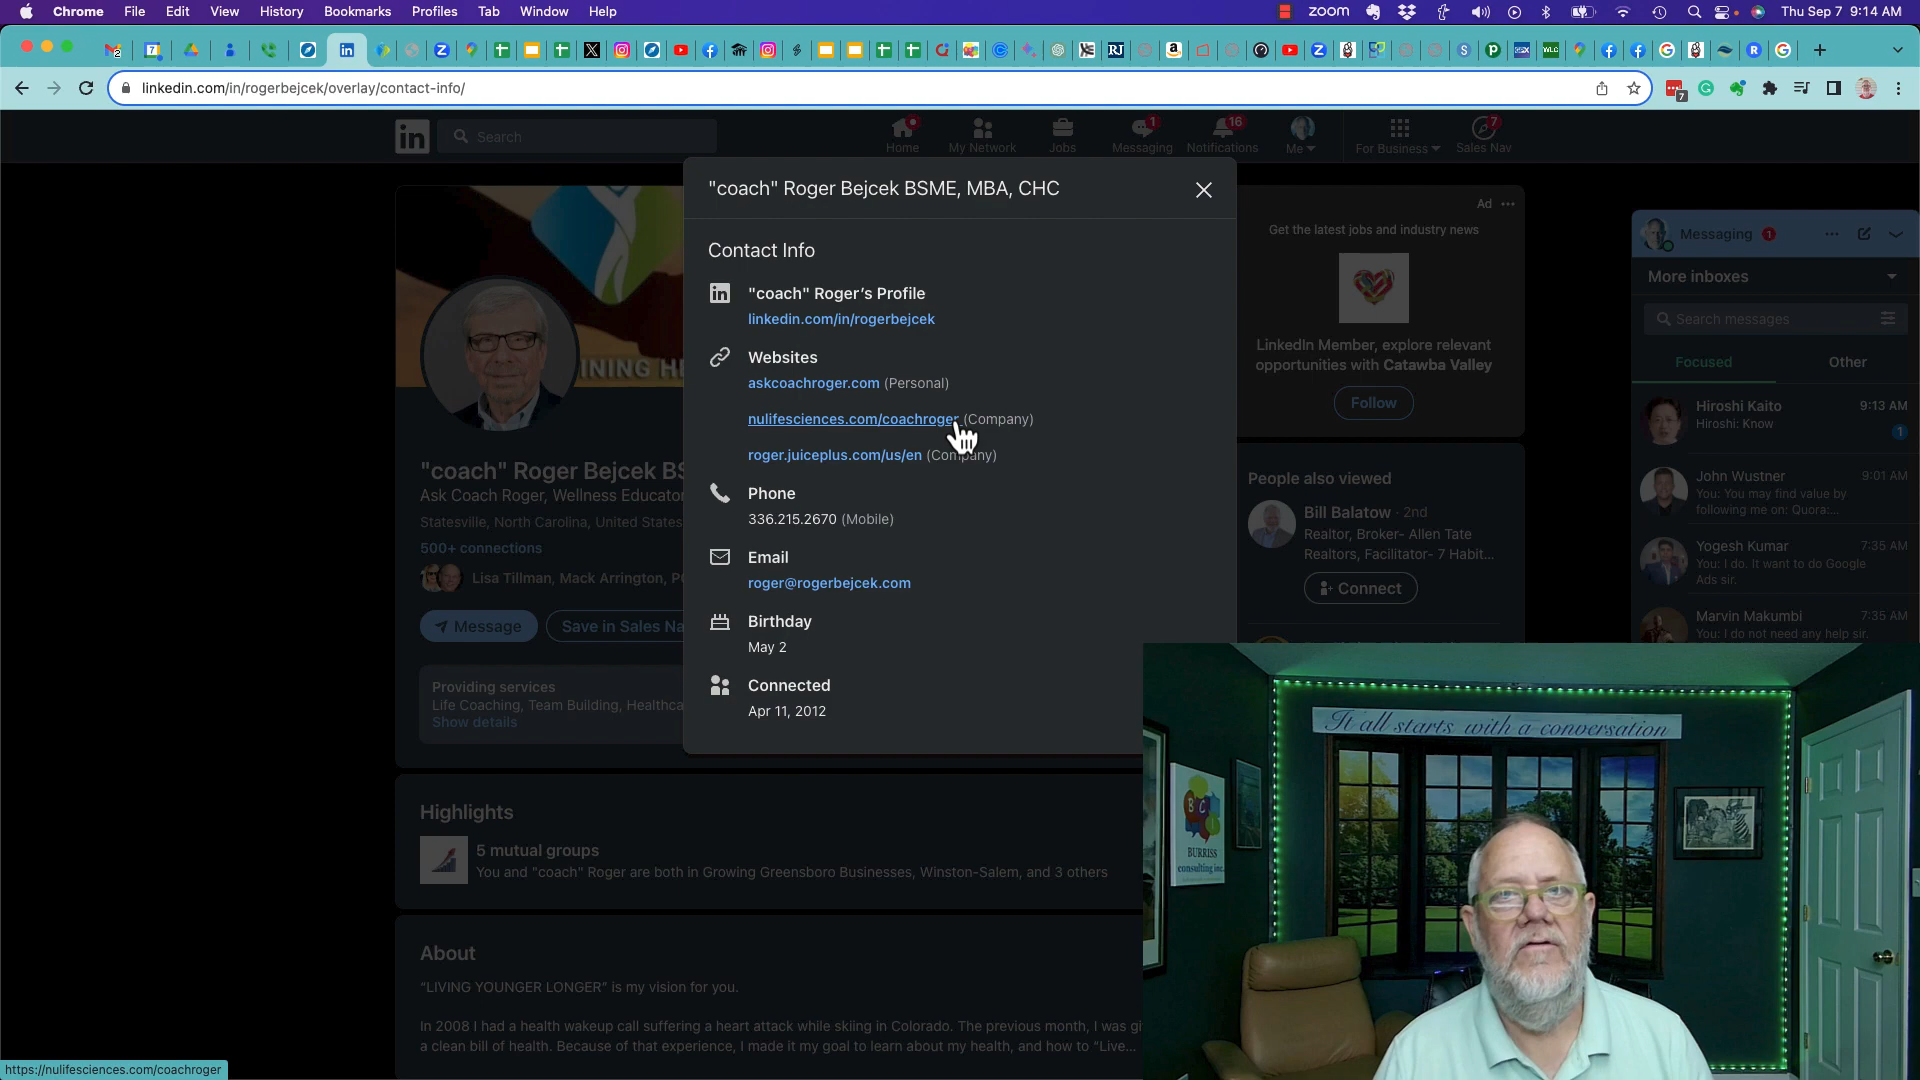 Chrome File Edit View History Bookmarks Profiles Tab Window Help
zoom
Thu Sep 7 9:14 AM
linkedin.com/in/rogerbejcek/overlay/contact-info/
7
in Search
Home
My Network
Jobs
1
Messaging
16
Notifications
Me
For Business
7
Sales Nav
"coach" Roger Bejcek BSME, MBA, CHC
Contact Info
"coach" Roger's Profile
linkedin.com/in/rogerbejcek
Websites
askcoachroger.com (Personal)
nulifesciences.com/coachroger (Company)
roger.juiceplus.com/us/en (Company)
Phone
336.215.2670 (Mobile)
Email
roger@rogerbejcek.com
Birthday
May 2
Connected
Apr 11, 2012
INING HE
"coach" Roger Bejcek BS
Ask Coach Roger, Wellness Educator
Statesville, North Carolina, United States
500+ connections
Lisa Tillman, Mack Arrington, P
Message
Save in Sales Na
Providing services
Life Coaching, Team Building, Healthca
Show details
Highlights
5 mutual groups
You and "coach" Roger are both in Growing Greensboro Businesses, Winston-Salem, and 3 others
About
"LIVING YOUNGER LONGER" is my vision for you.
In 2008 I had a health wakeup call suffering a heart attack while skiing in Colorado. The previous month, I was gi
a clean bill of health. Because of that experience, I made it my goal to learn about my health, and how to "Live...
Ad
Get the latest jobs and industry news
LinkedIn Member, explore relevant
opportunities with Catawba Valley
Follow
People also viewed
Bill Balatow · 2nd
Realtor, Broker- Allen Tate
Realtors, Facilitator- 7 Habit...
Connect
Messaging 1
More inboxes
Search messages
Focused
Other
Hiroshi Kaito 9:13 AM
Hiroshi: Know
1
John Wustner 9:01 AM
You: You may find value by
following me on: Quora:...
Yogesh Kumar 7:35 AM
You: I do. It want to do Google
Ads sir.
Marvin Makumbi 7:35 AM
You: I do not need any help sir.
It all starts with a conversation
BC
BURRISS
consulting inc.
https://nulifesciences.com/coachroger